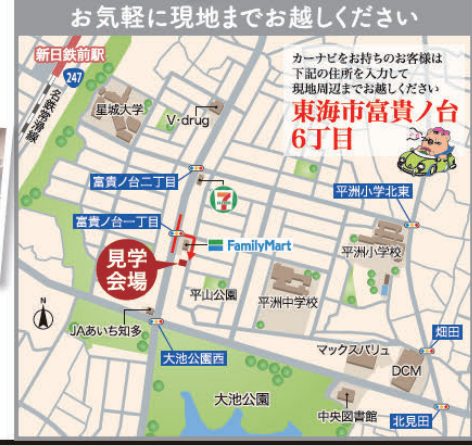 お気軽に現地までお越しください
新日鉄前駅
247
名鉄常滑線
星城大学
V・drug
カーナビをお持ちのお客様は
下記の住所を入力して
現地周辺までお越しください
東海市富貴ノ台
6丁目
富貴ノ台二丁目
7
平洲小学北東
富貴ノ台一丁目
FamilyMart
見学
会場
平洲小学校
平山公園
平洲中学校
N
JAあいち知多
大池公園西
畑田
マックスバリュ
DCM
大池公園
中央図書館
北見田